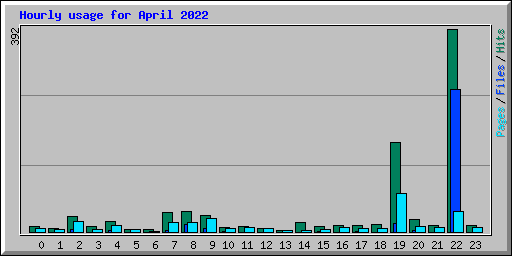 Hourly usage for April 2022
392
Pages/Files/Hits
0 1 2 3 4 5 6 7 8 9 10 11 12 13 14 15 16 17 18 19 20 21 22 23